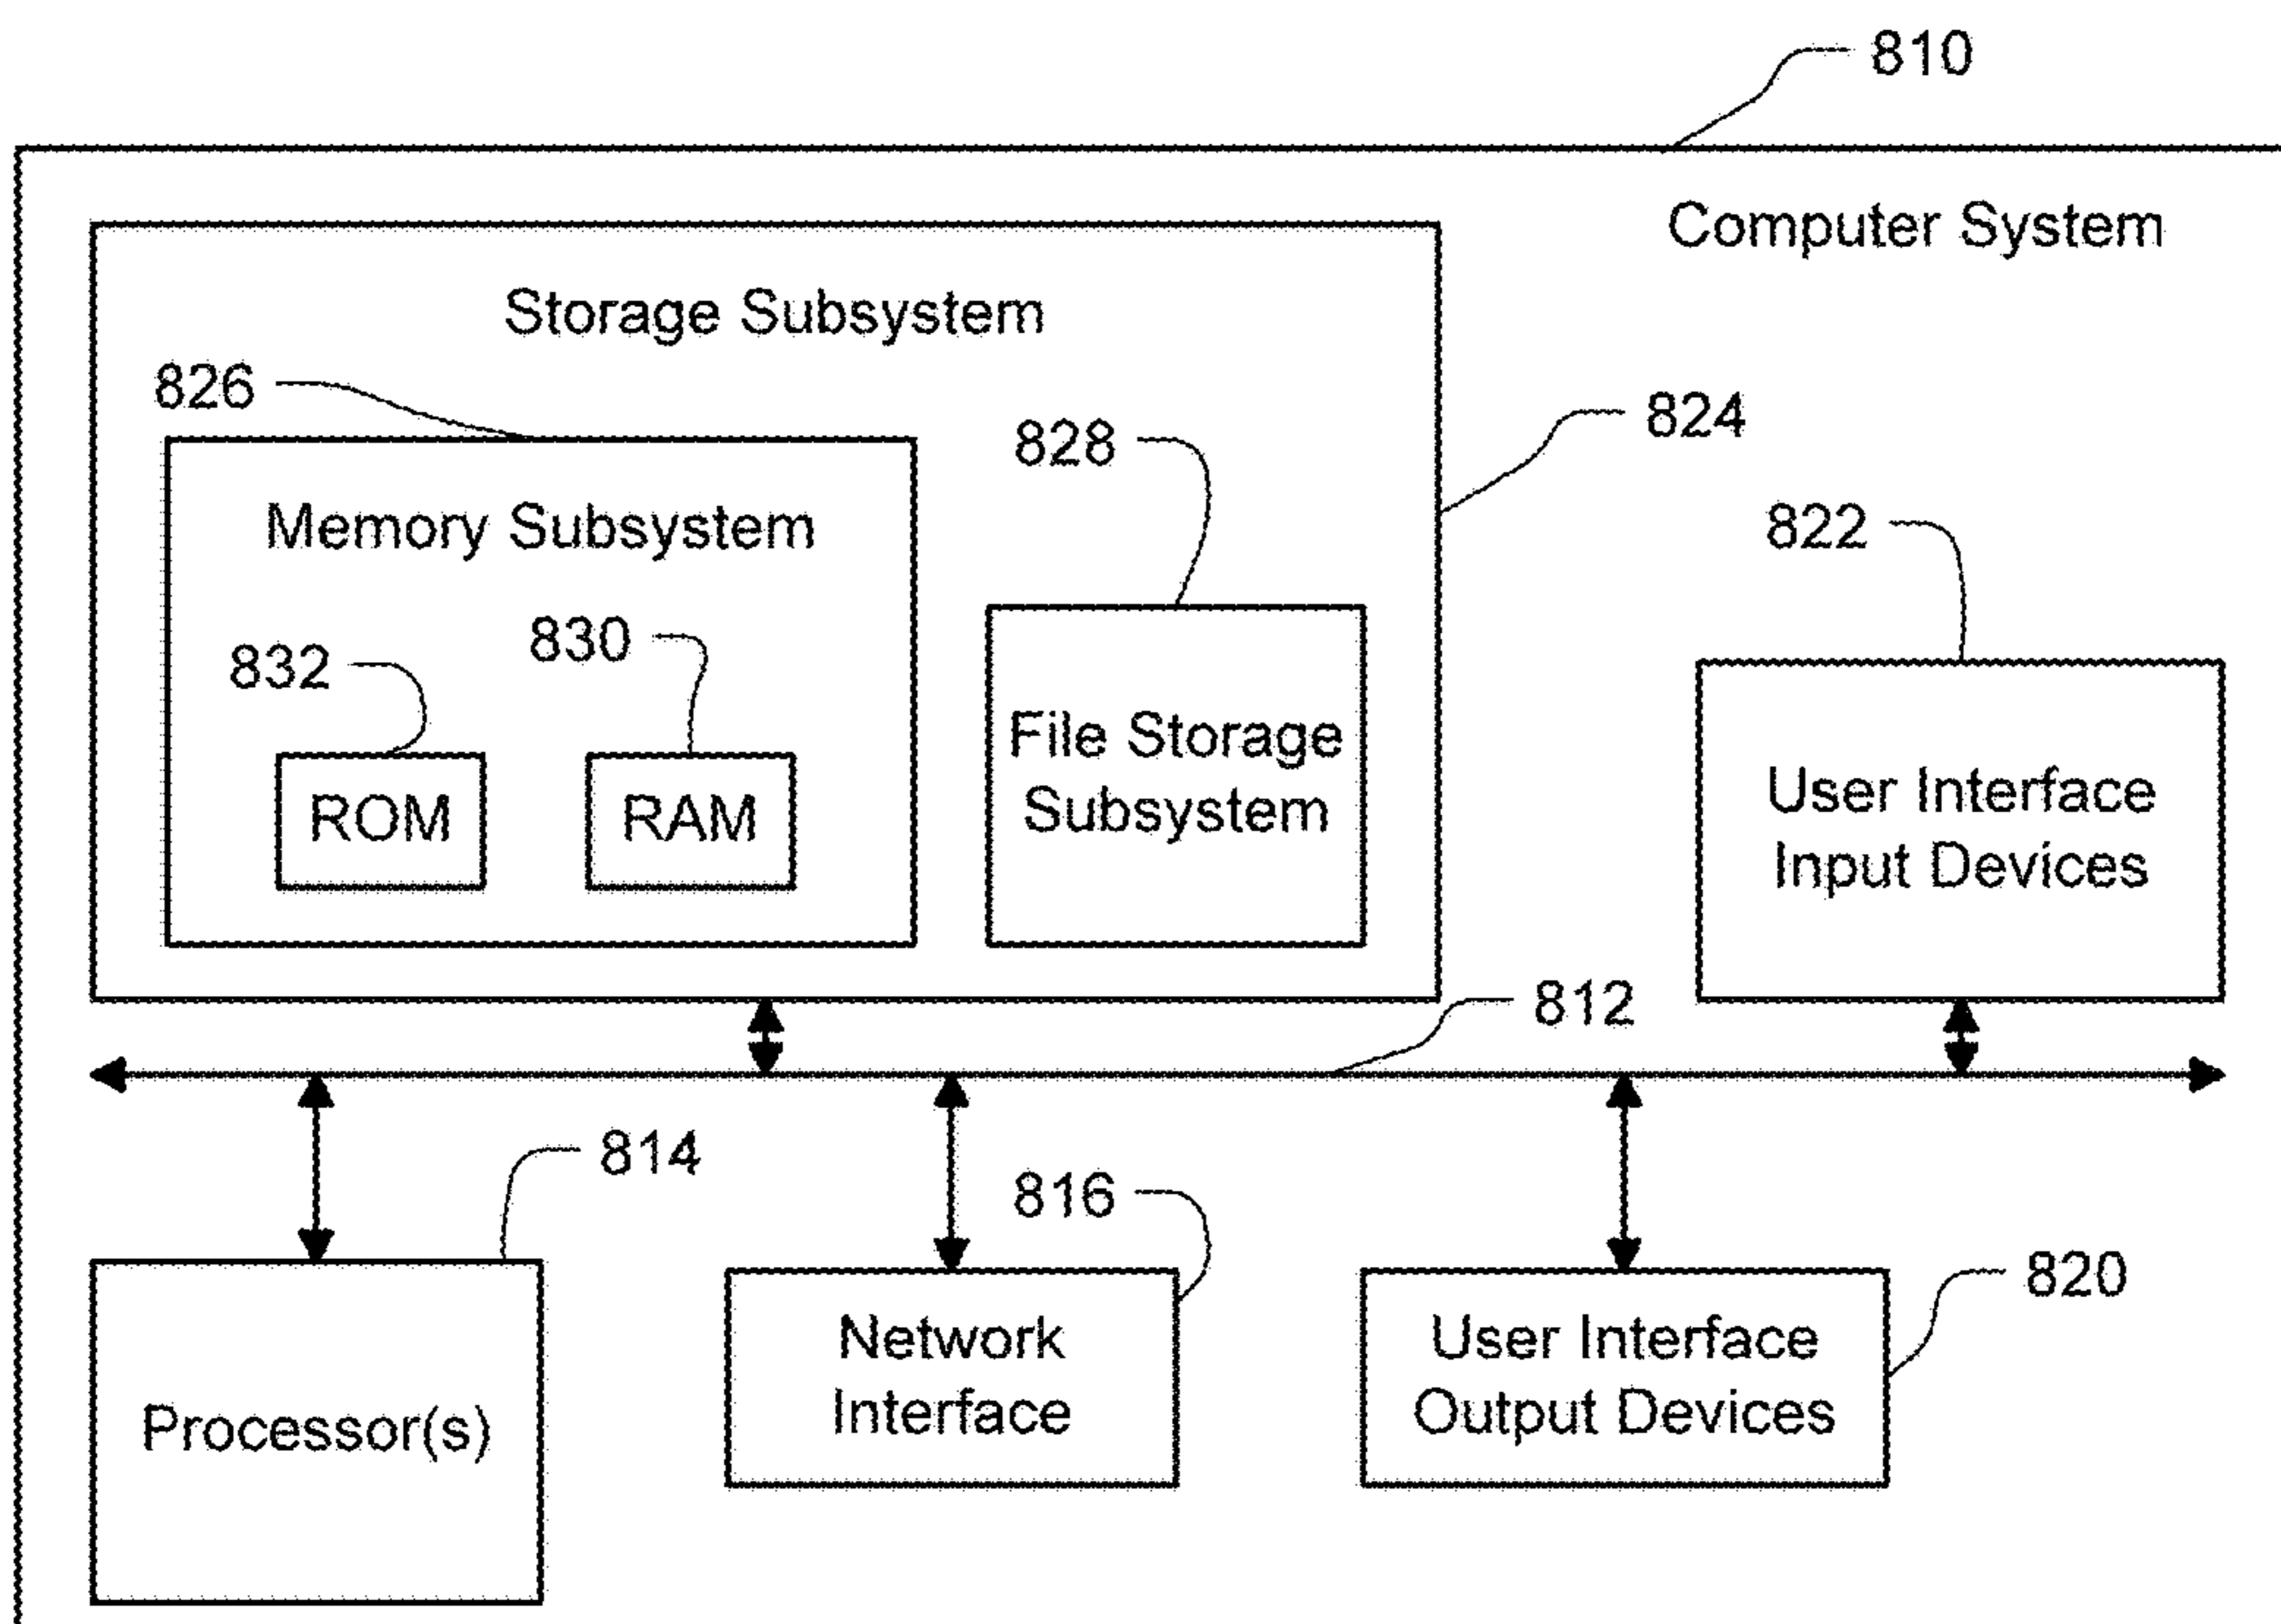 810
Computer System
Storage Subsystem
826
824
828
Memory Subsystem
822
832
830
File Storage
Subsystem
ROM
RAM
User Interface
Input Devices
812
814
816
820
Processor(s)
Network
Interface
User Interface
Output Devices